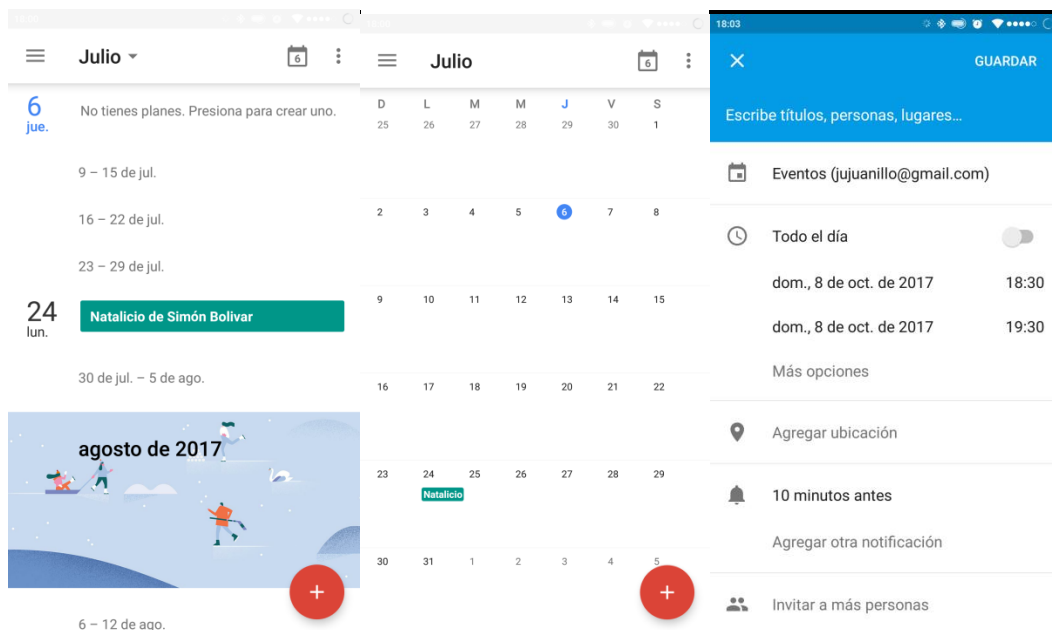 Julio
6
6
jue.
No tienes planes. Presiona para crear uno.
9 – 15 de jul.
16 – 22 de jul.
23 – 29 de jul.
24
lun.
Natalicio de Simón Bolivar
30 de jul. – 5 de ago.
agosto de 2017
+
6 – 12 de ago.
Julio
6
D L M M J V S
25 26 27 28 29 30 1
2 3 4 5 6 7 8
9 10 11 12 13 14 15
16 17 18 19 20 21 22
23 24 25 26 27 28 29
Natalicio
30 31 1 2 3 4 5
+
18:03
GUARDAR
Escribe títulos, personas, lugares...
Eventos (jujuanillo@gmail.com)
Todo el día
dom., 8 de oct. de 2017 18:30
dom., 8 de oct. de 2017 19:30
Más opciones
Agregar ubicación
10 minutos antes
Agregar otra notificación
Invitar a más personas